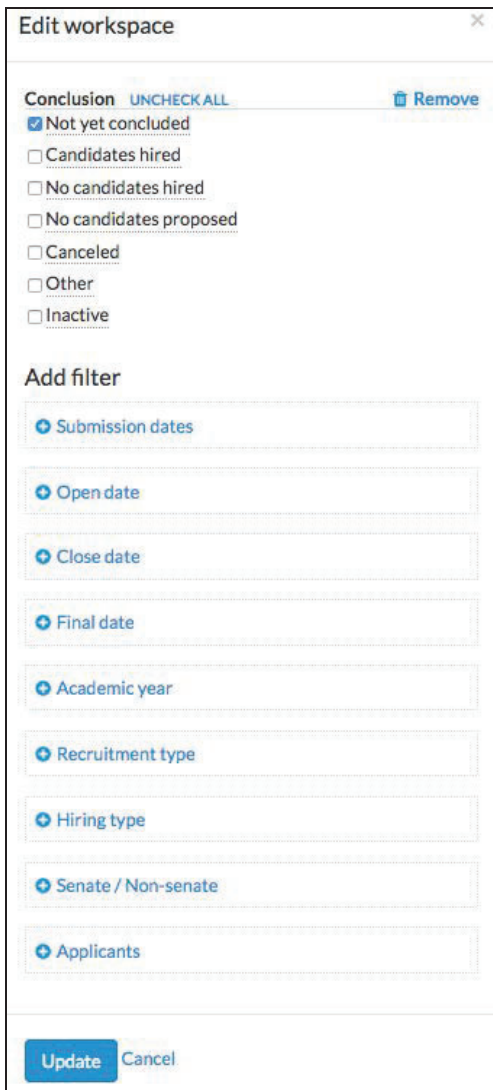 Edit workspace ×
Conclusion UNCHECK ALL Remove
Not yet concluded
Candidates hired
No candidates hired
No candidates proposed
Canceled
Other
Inactive
Add filter
Submission dates
Open date
Close date
Final date
Academic year
Recruitment type
Hiring type
Senate / Non-senate
Applicants
Update Cancel